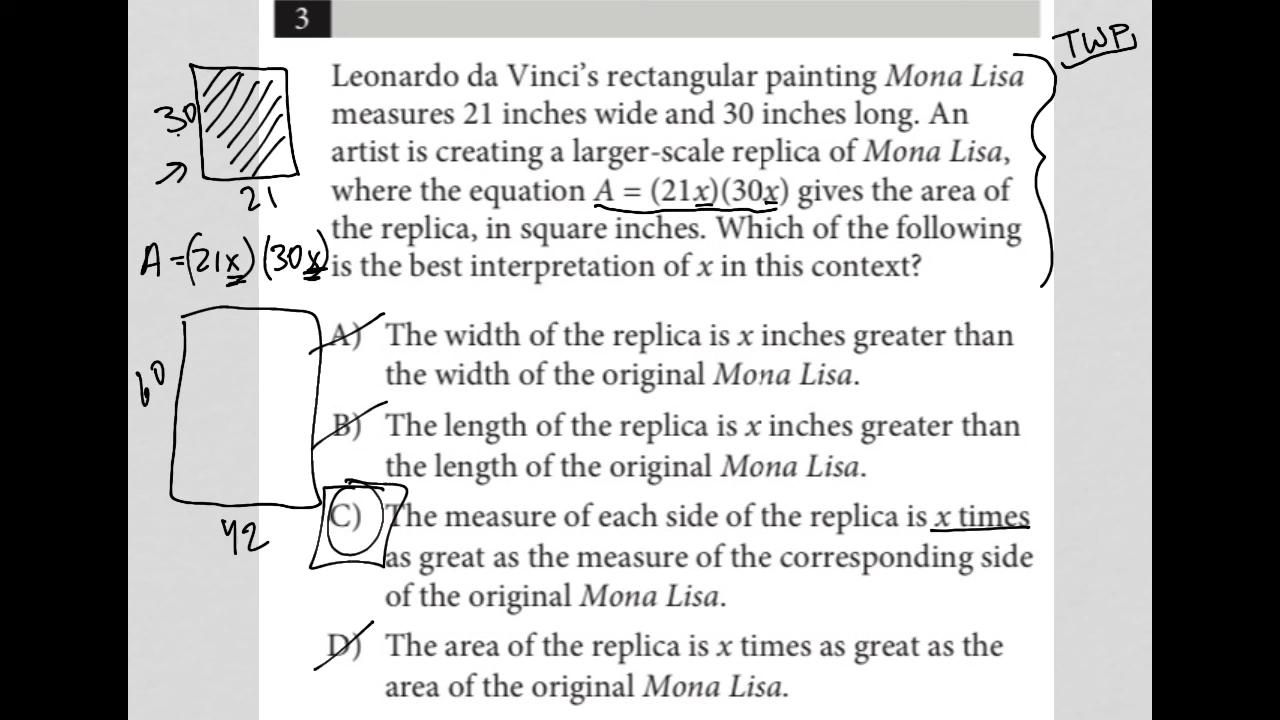 3
TWP
Leonardo da Vinci's rectangular painting Mona Lisa
measures 21 inches wide and 30 inches long. An
artist is creating a larger-scale replica of Mona Lisa,
where the equation A = (21x)(30x) gives the area of
the replica, in square inches. Which of the following
is the best interpretation of x in this context?
30
21
A=(21x)(30x)
60
42
A) The width of the replica is x inches greater than
the width of the original Mona Lisa.
B) The length of the replica is x inches greater than
the length of the original Mona Lisa.
C) The measure of each side of the replica is x times
as great as the measure of the corresponding side
of the original Mona Lisa.
D) The area of the replica is x times as great as the
area of the original Mona Lisa.